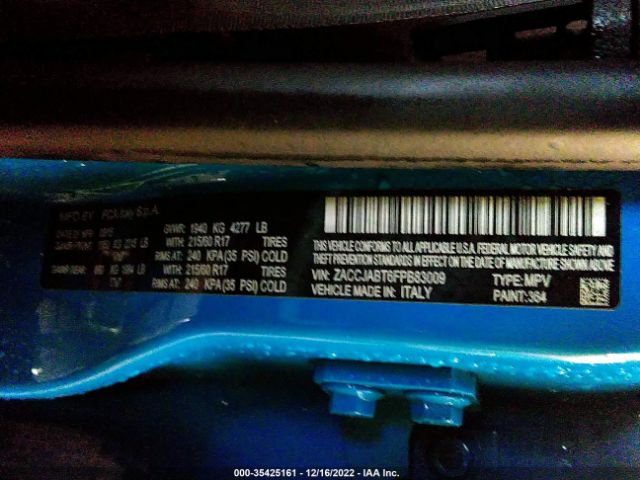 MFD BY FCA Italy S.p.A.
GVWR: 1940 KG 4277 LB
WITH: 215/60 R17 TIRES
RIMS AT: 240 KPA(35 PSI) COLD
WITH: 215/60 R17 TIRES
RIMS AT: 240 KPA(35 PSI) COLD
THIS VEHICLE CONFORMS TO ALL APPLICABLE U.S.A. FEDERAL MOTOR VEHICLE SAFETY
AND THEFT PREVENTION STANDARDS IN EFFECT ON THE DATE OF MANUFACTURE SHOWN ABOVE.
VIN: ZACCJABT6FPB83009 TYPE: MPV
VEHICLE MADE IN: ITALY PAINT: 364
000-35425161 - 12/16/2022 - IAA Inc.